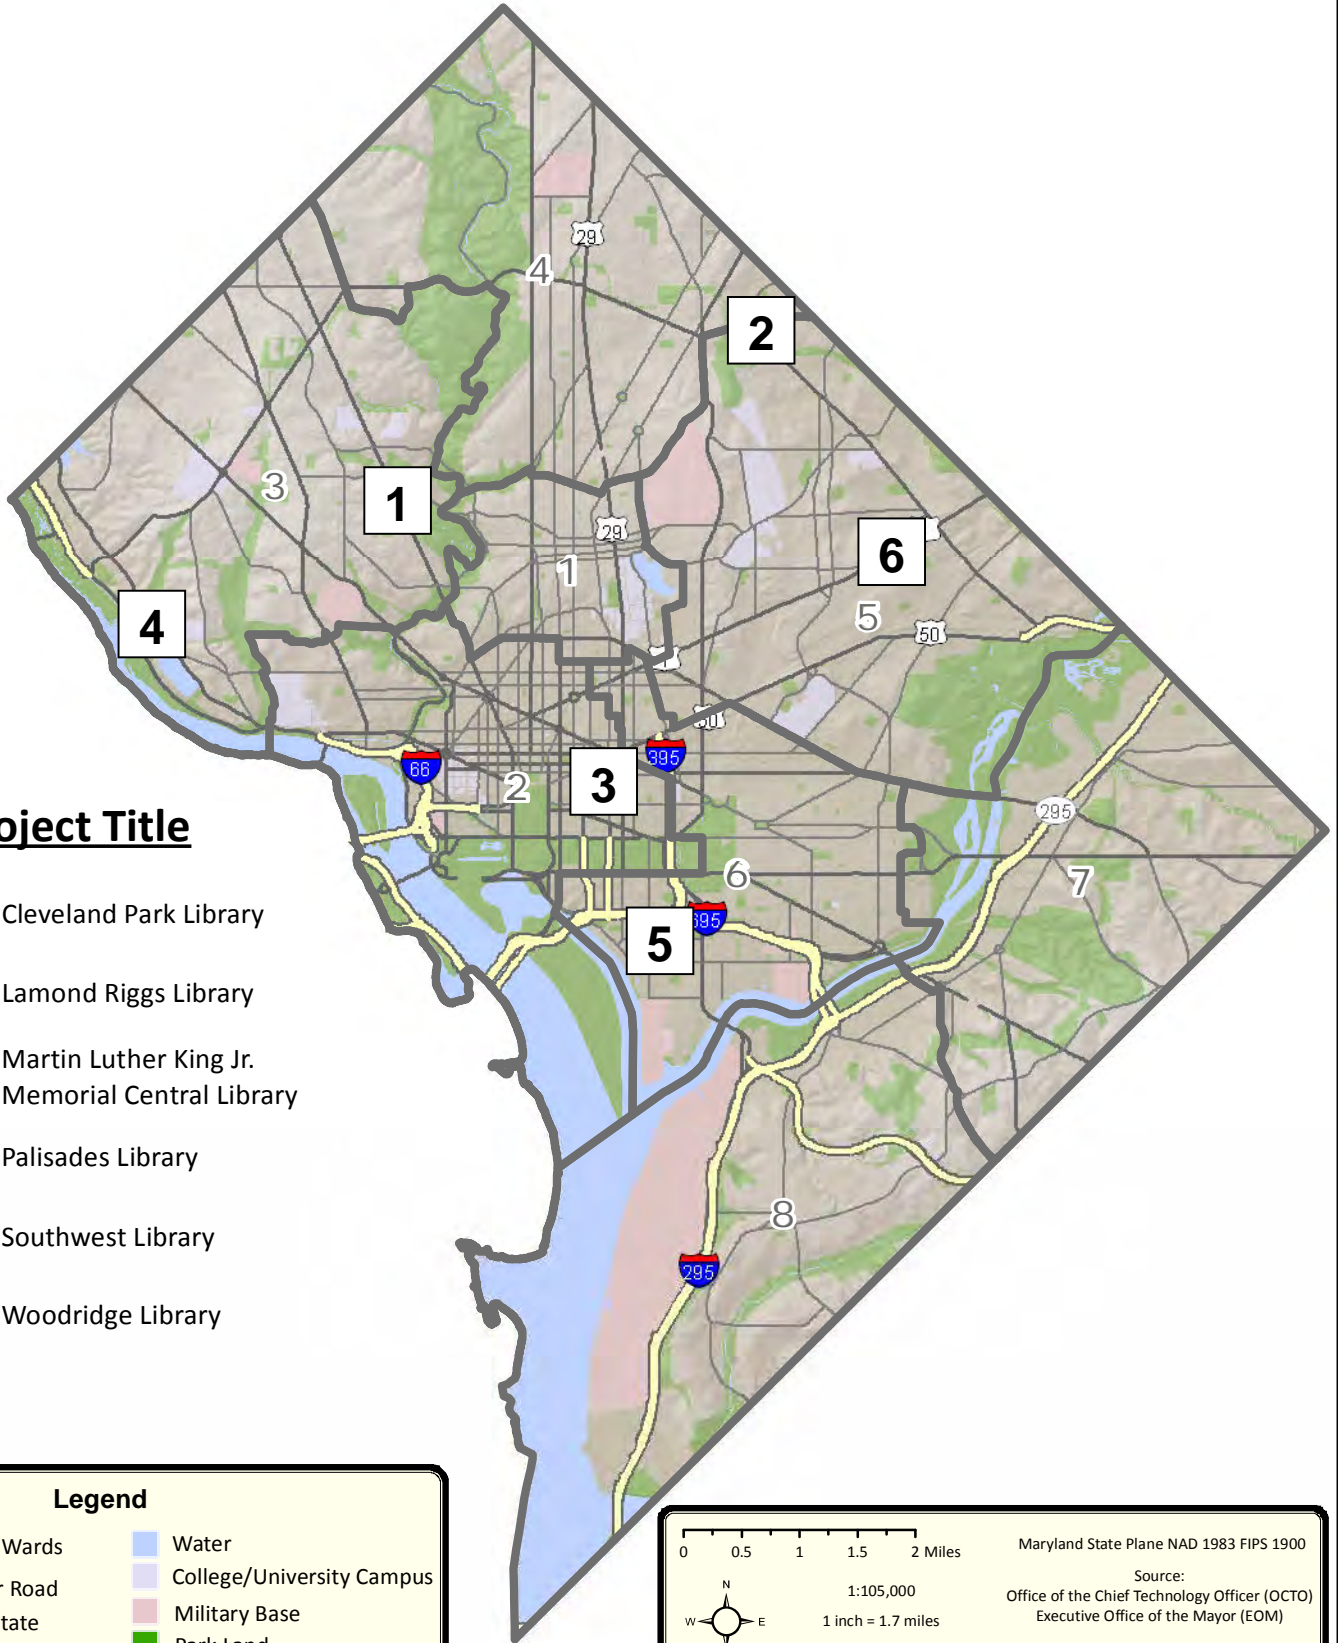 29
4
2
3
1
29
1
6
5
4
50
50
395
66
2
3
295
oject Title
6
7
Cleveland Park Library
695
5
Lamond Riggs Library
Martin Luther King Jr.
Memorial Central Library
Palisades Library
8
Southwest Library
295
Woodridge Library
Legend
Wards
Water
r Road
College/University Campus
tate
Military Base
Park Land
0 0.5 1 1.5 2 Miles
N
W E
1:105,000
1 inch = 1.7 miles
Maryland State Plane NAD 1983 FIPS 1900
Source:
Office of the Chief Technology Officer (OCTO)
Executive Office of the Mayor (EOM)